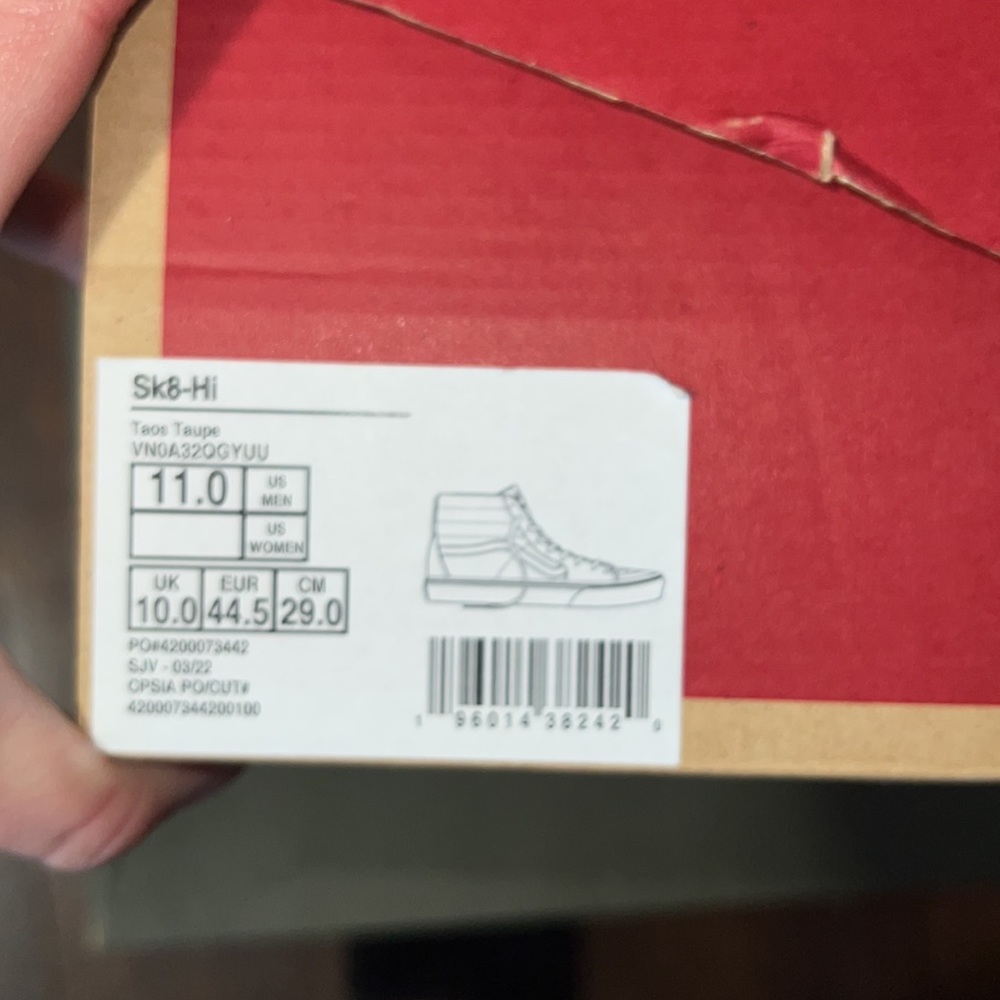 Sk8-Hi
Taos Taupe
VN0A32QGYUU
11.0 US MEN
US WOMEN
UK EUR CM
10.0 44.5 29.0
PO#4200073442
SJV - 03/22
CPSIA PO/CUT#
420007344200100
1 96014 38242 9